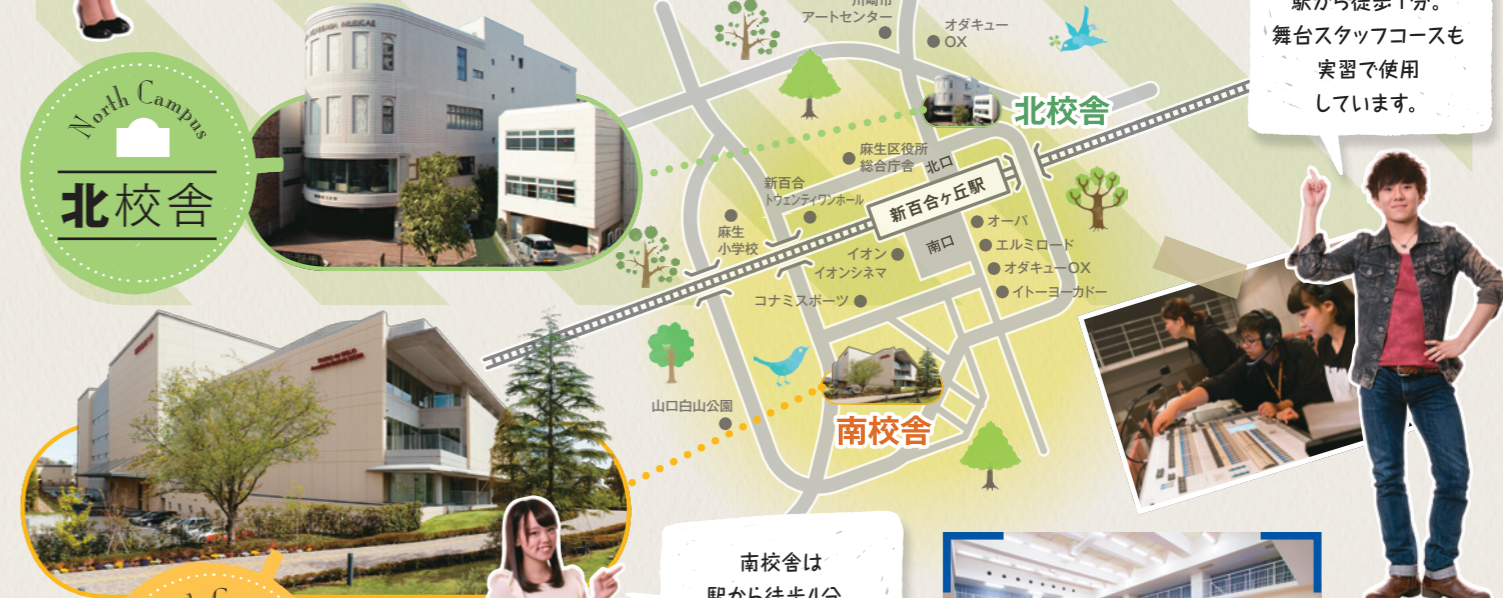 North Campus
北校舎
川崎市
アートセンター
オダキュー
OX
北校舎
麻生区役所
総合庁舎
北口
新百合
トウェンティワンホール
新百合ヶ丘駅
麻生
小学校
オーパ
エルミロード
オダキューOX
イトーヨーカドー
南口
イオン
イオンシネマ
コナミスポーツ
山口白山公園
南校舎
駅から徒歩1分。
舞台スタッフコースも
実習で使用
しています。
南校舎は
駅から徒歩4分